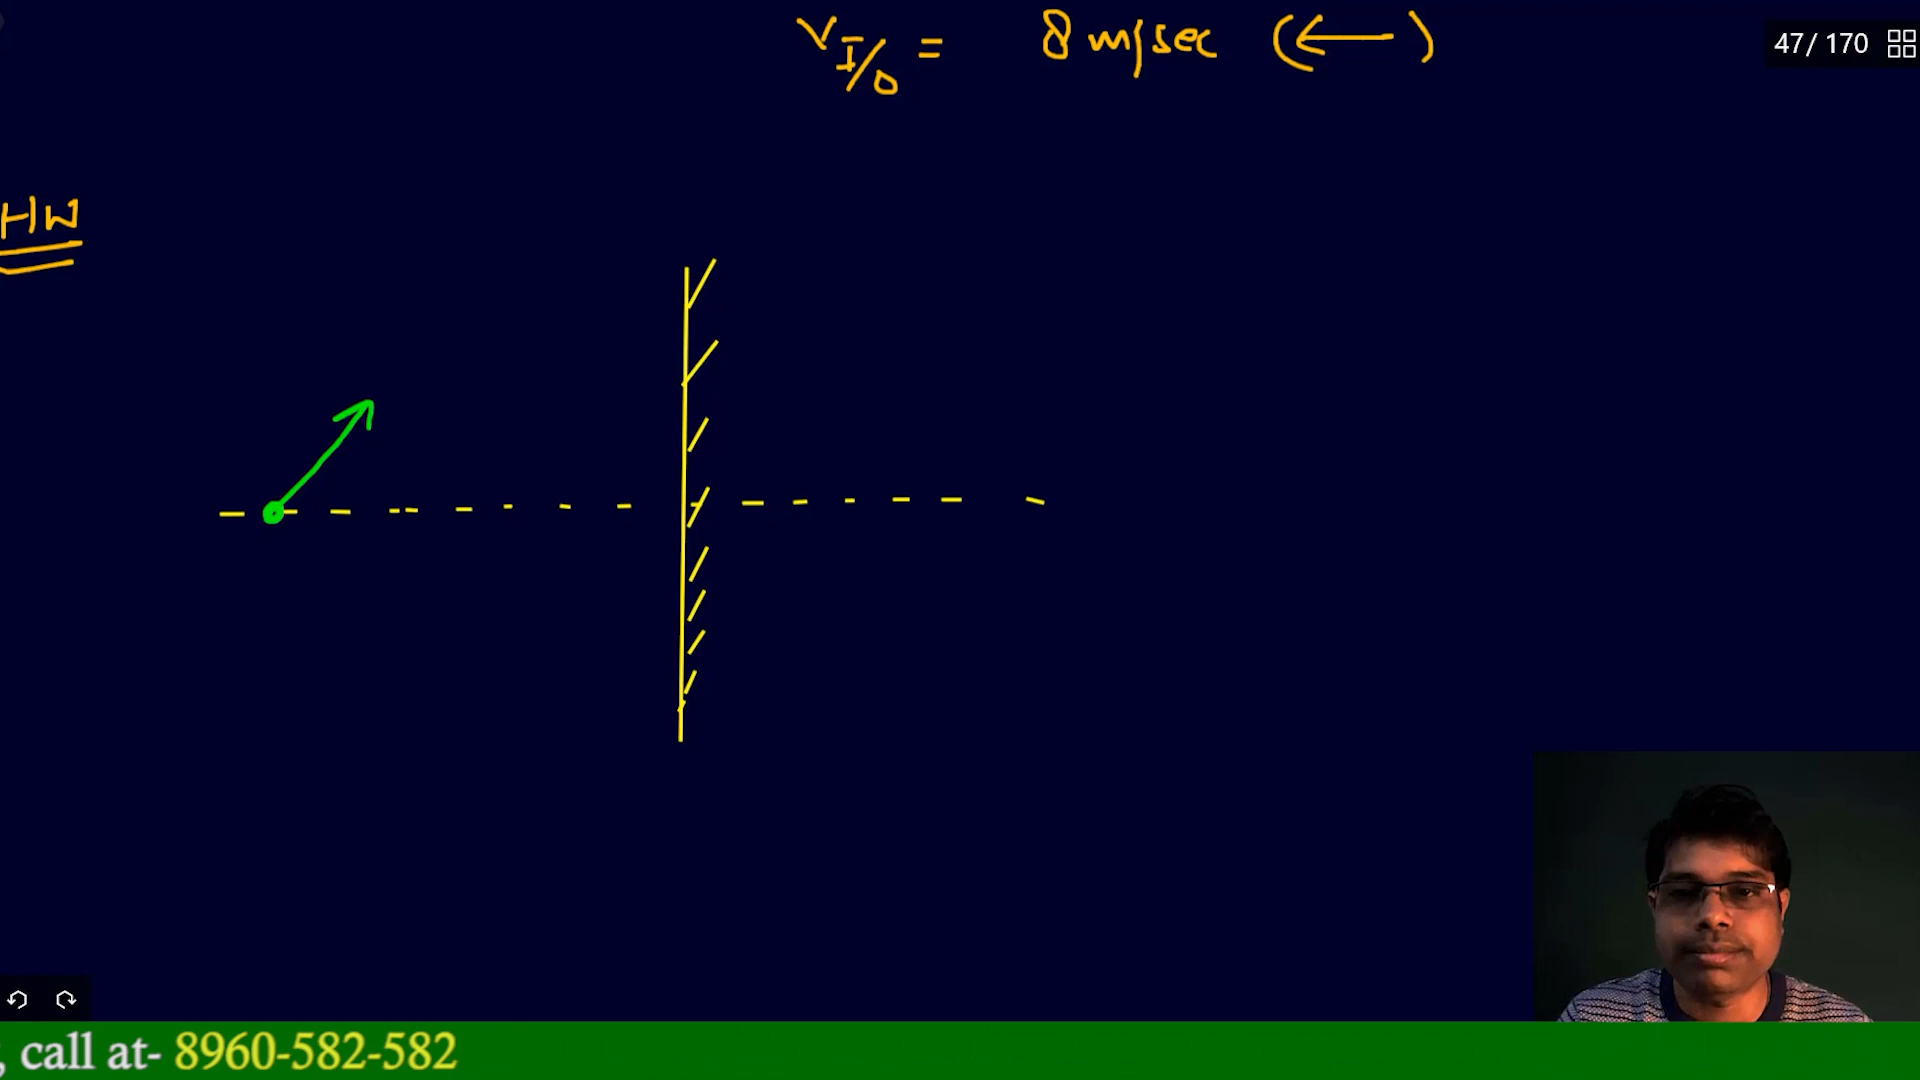 V I/O = 8 m/sec (←)
47/ 170
HW
, call at- 8960-582-582